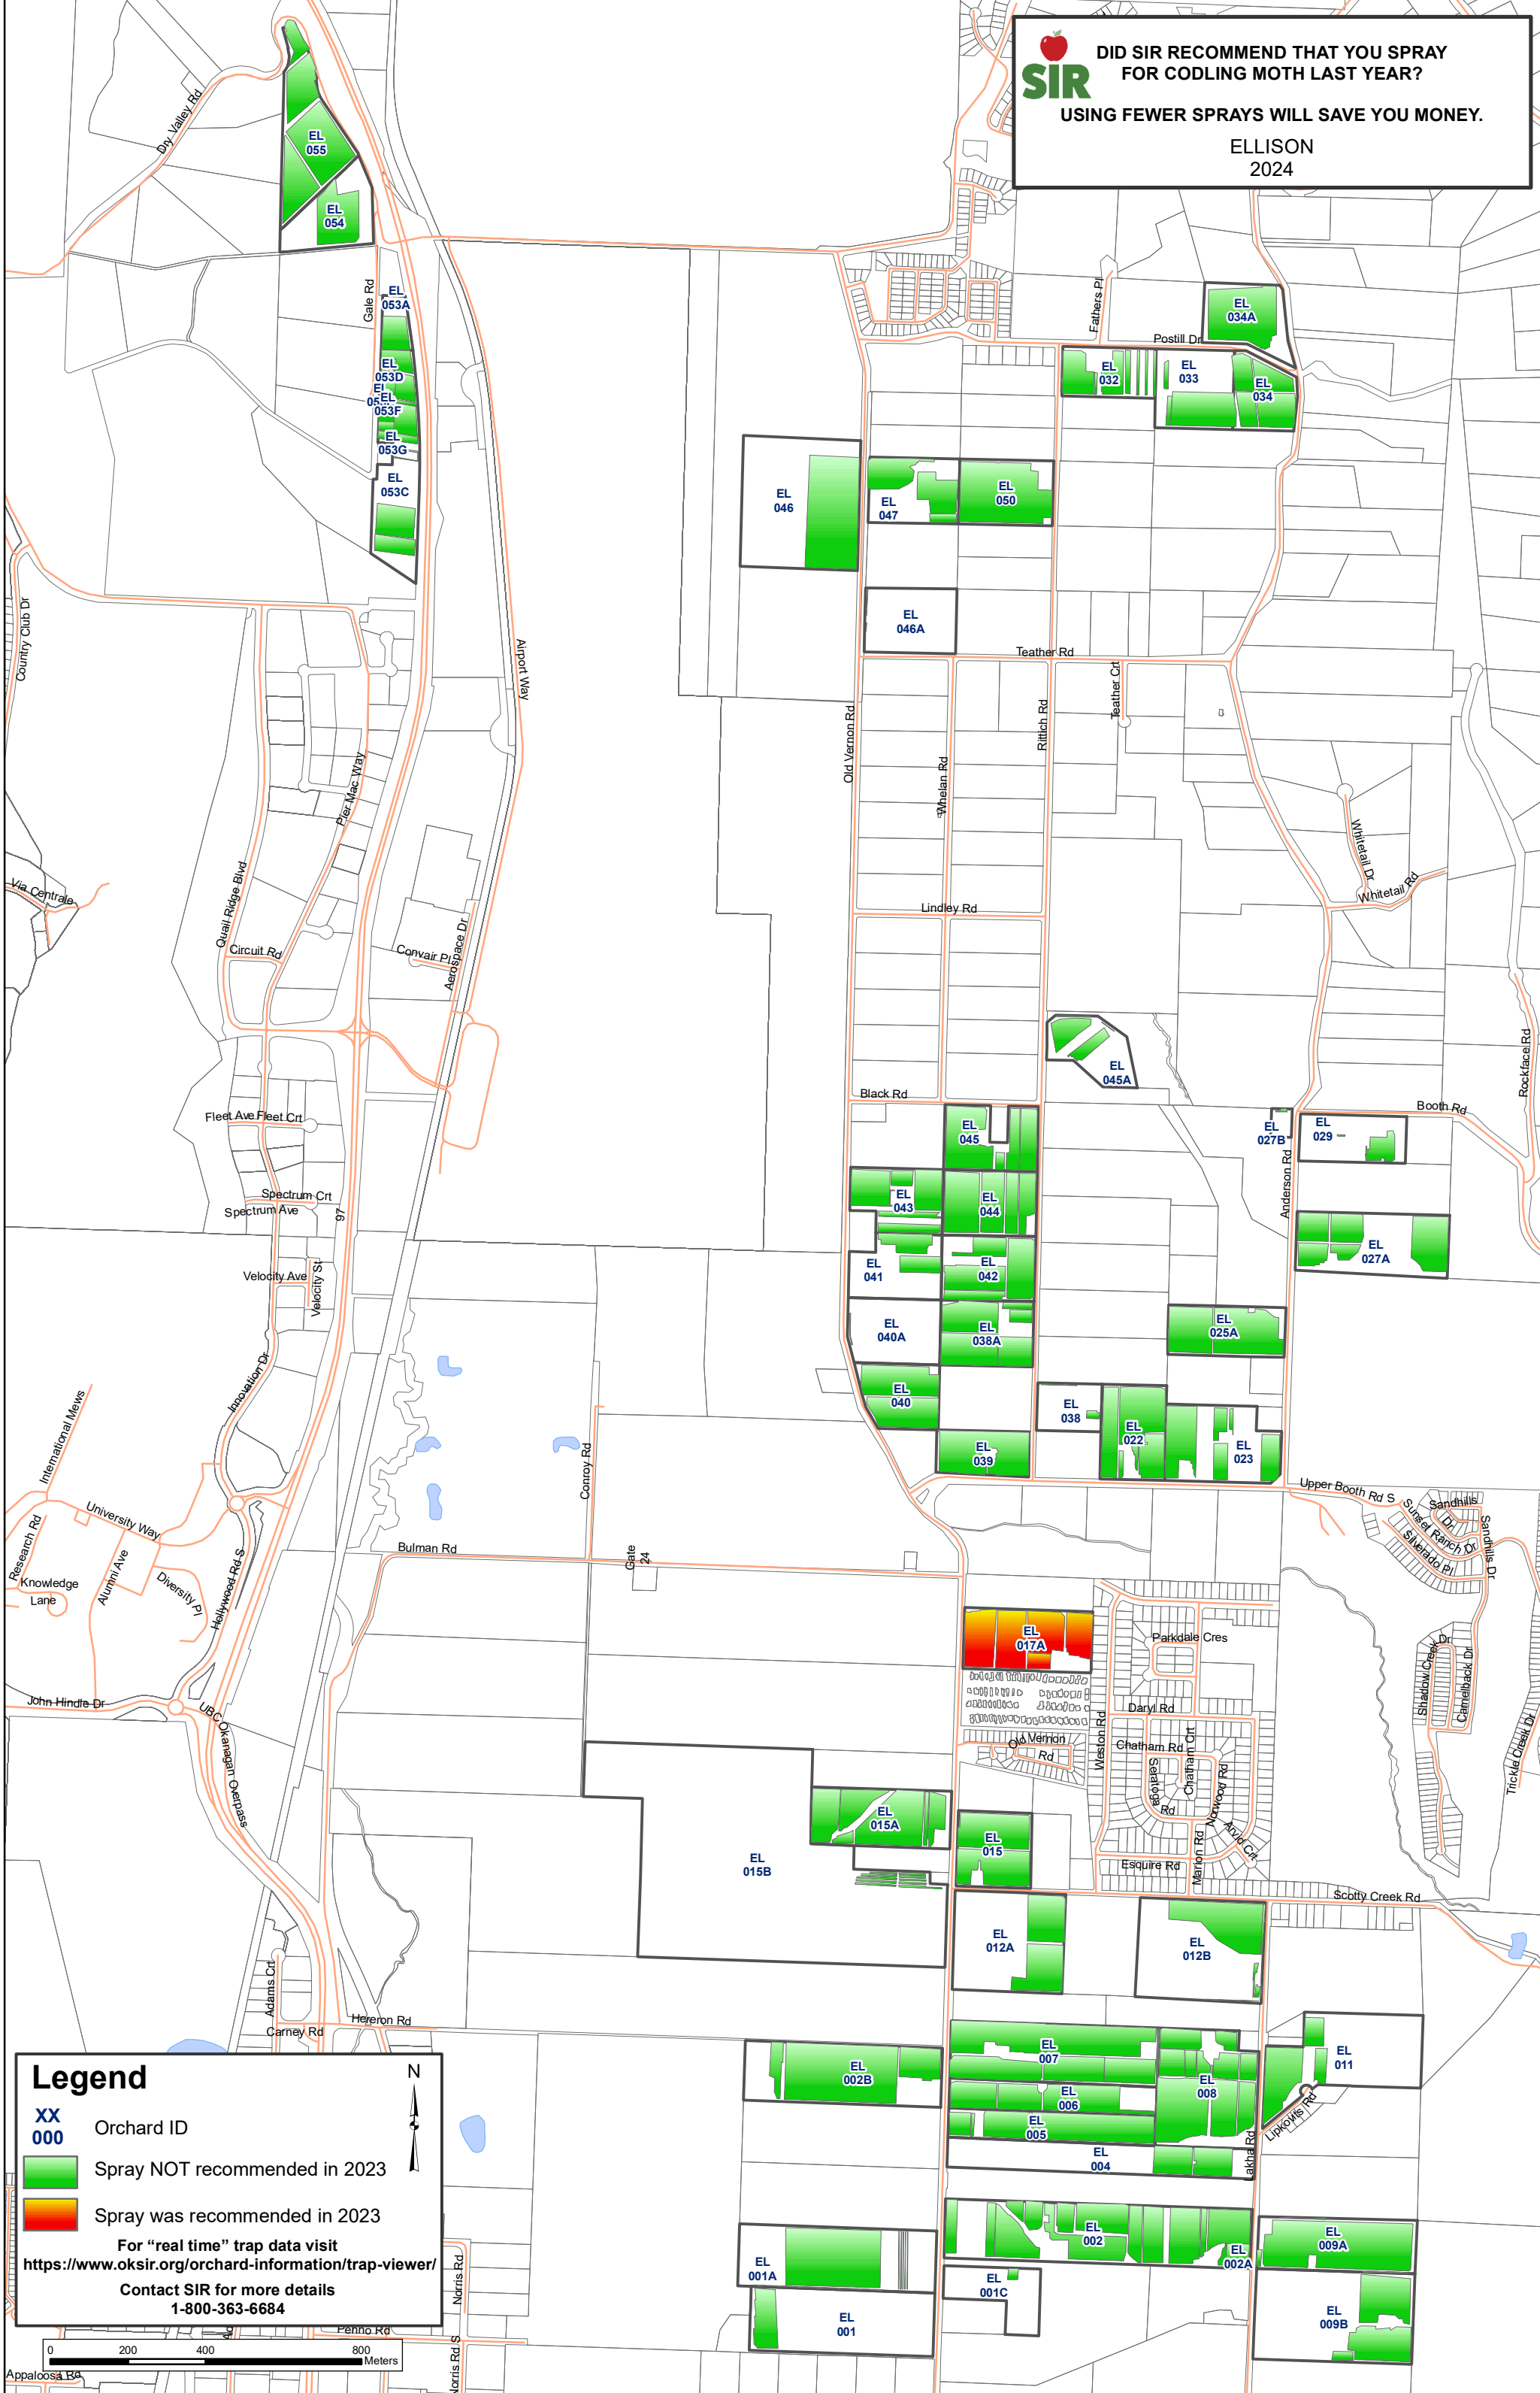 SIR
DID SIR RECOMMEND THAT YOU SPRAY
FOR CODLING MOTH LAST YEAR?
USING FEWER SPRAYS WILL SAVE YOU MONEY.
ELLISON
2024
Dry Valley Rd
EL
055
EL
054
Gale Rd
EL
053A
EL
053D
EL
EL
053F
EL
053G
EL
053C
Fathers Pl
Postill Dr
EL
034A
EL
032
EL
033
EL
034
EL
046
EL
047
EL
050
EL
046A
Country Club Dr
Airport Way
Teather Rd
Teather Crt
Old Vernon Rd
Rittich Rd
Whelan Rd
Pier Mac Way
Quail Ridge Blvd
Via Centrale
Circuit Rd
Convair Pl
Aerospace Dr
Whitetail Dr
Whitetail Rd
Lindley Rd
Rockface Rd
EL
045A
Black Rd
Booth Rd
Fleet Ave
Fleet Crt
EL
045
EL
027B
EL
029
Anderson Rd
Spectrum Crt
Spectrum Ave
97
EL
043
EL
044
EL
041
EL
042
EL
027A
Velocity Ave
Velocity St
EL
040A
EL
038A
EL
025A
Innovation Dr
International Mews
EL
040
EL
038
EL
022
EL
023
EL
039
Conroy Rd
Upper Booth Rd S
Sandhills
Dr
Sunset Ranch Dr
Silverado Pl
Sandhills Dr
University Way
Research Rd
Knowledge
Lane
Alumni Ave
Diversity Pl
Hollywood Rd S
Bulman Rd
Gate
24
EL
017A
Parkdale Cres
Shadow Creek Dr
Camelback Dr
Trickle Creek Dr
John Hindle Dr
UBC Okanagan Overpass
Daryl Rd
Weston Rd
Old Vernon
Rd
Chatham Rd
Chatham Crt
Saratoga
Rd
Norwood Rd
Marion Rd
Arvid Crt
Esquire Rd
EL
015A
EL
015
EL
015B
Scotty Creek Rd
EL
012A
EL
012B
Adams Crt
Carney Rd
Hereron Rd
EL
002B
EL
007
EL
008
EL
011
EL
006
EL
005
EL
004
Lipkovits Rd
Lakha Rd
EL
002
EL
002A
EL
009A
EL
001A
EL
001C
EL
001
EL
009B
Legend
N
XX
000
Orchard ID
Spray NOT recommended in 2023
Spray was recommended in 2023
For “real time” trap data visit
https://www.oksir.org/orchard-information/trap-viewer/
Contact SIR for more details
1-800-363-6684
Norris Rd
Norris Rd S
Penno Rd
0 200 400 800
Meters
Appaloosa Rd